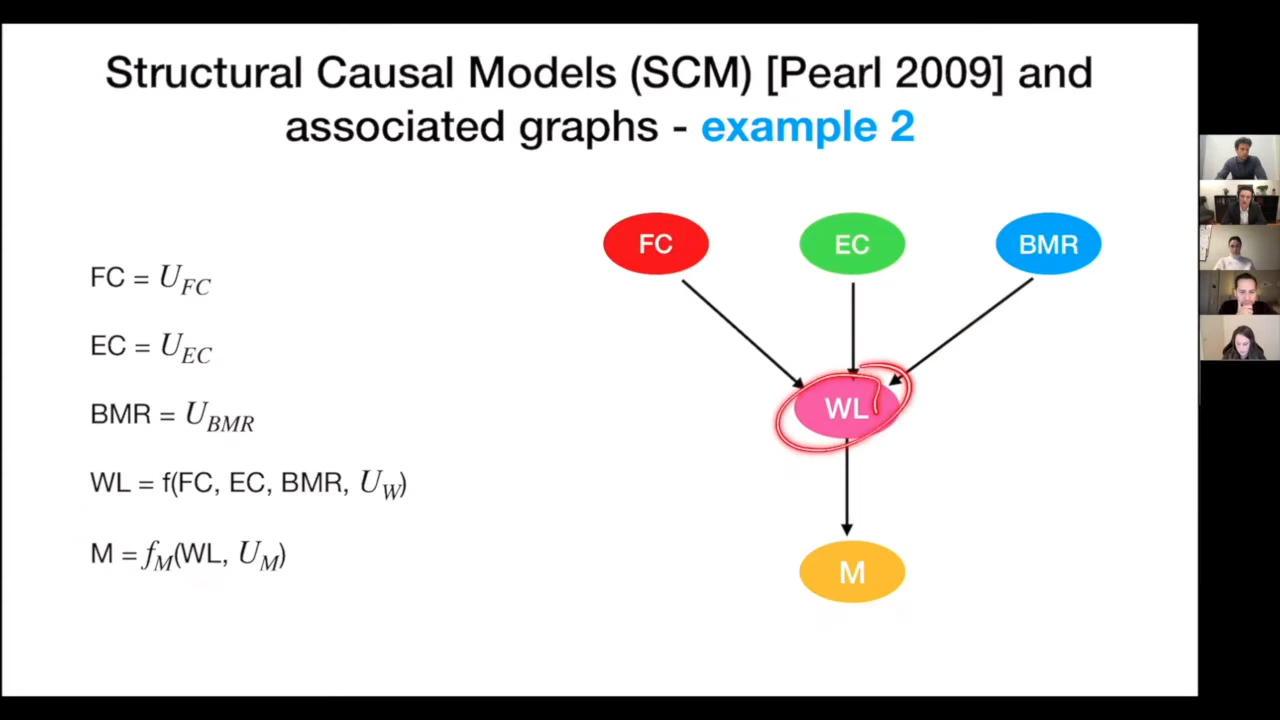 Structural Causal Models (SCM) [Pearl 2009] and
associated graphs - example 2
FC = U_FC
EC = U_EC
BMR = U_BMR
WL = f(FC, EC, BMR, U_W)
M = f_M(WL, U_M)
FC
EC
BMR
WL
M